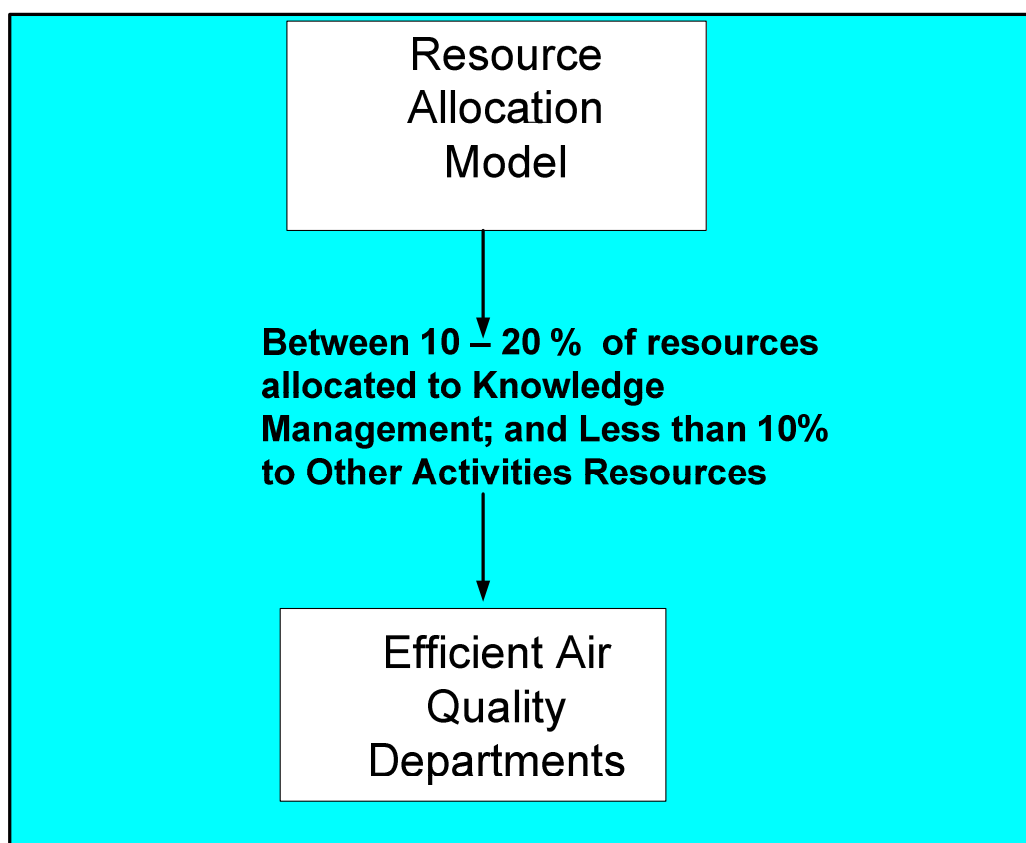 Resource
Allocation
Model
Between 10 – 20 % of resources
allocated to Knowledge
Management; and Less than 10%
to Other Activities Resources
Efficient Air
Quality
Departments